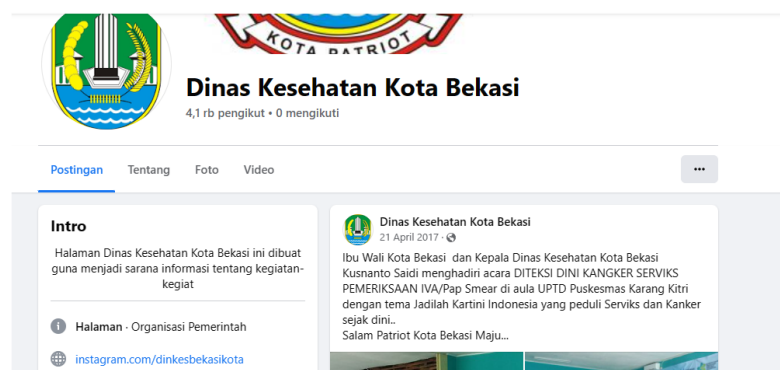 KOTA PATRIOT
Dinas Kesehatan Kota Bekasi
4,1 rb pengikut • 0 mengikuti
Postingan Tentang Foto Video
Intro
Halaman Dinas Kesehatan Kota Bekasi ini dibuat
guna menjadi sarana informasi tentang kegiatan-
kegiat
Halaman · Organisasi Pemerintah
instagram.com/dinkesbekasikota
Dinas Kesehatan Kota Bekasi
21 April 2017 ·
Ibu Wali Kota Bekasi dan Kepala Dinas Kesehatan Kota Bekasi
Kusnanto Saidi menghadiri acara DITEKSI DINI KANGKER SERVIKS
PEMERIKSAAN IVA/Pap Smear di aula UPTD Puskesmas Karang Kitri
dengan tema Jadilah Kartini Indonesia yang peduli Serviks dan Kanker
sejak dini..
Salam Patriot Kota Bekasi Maju...